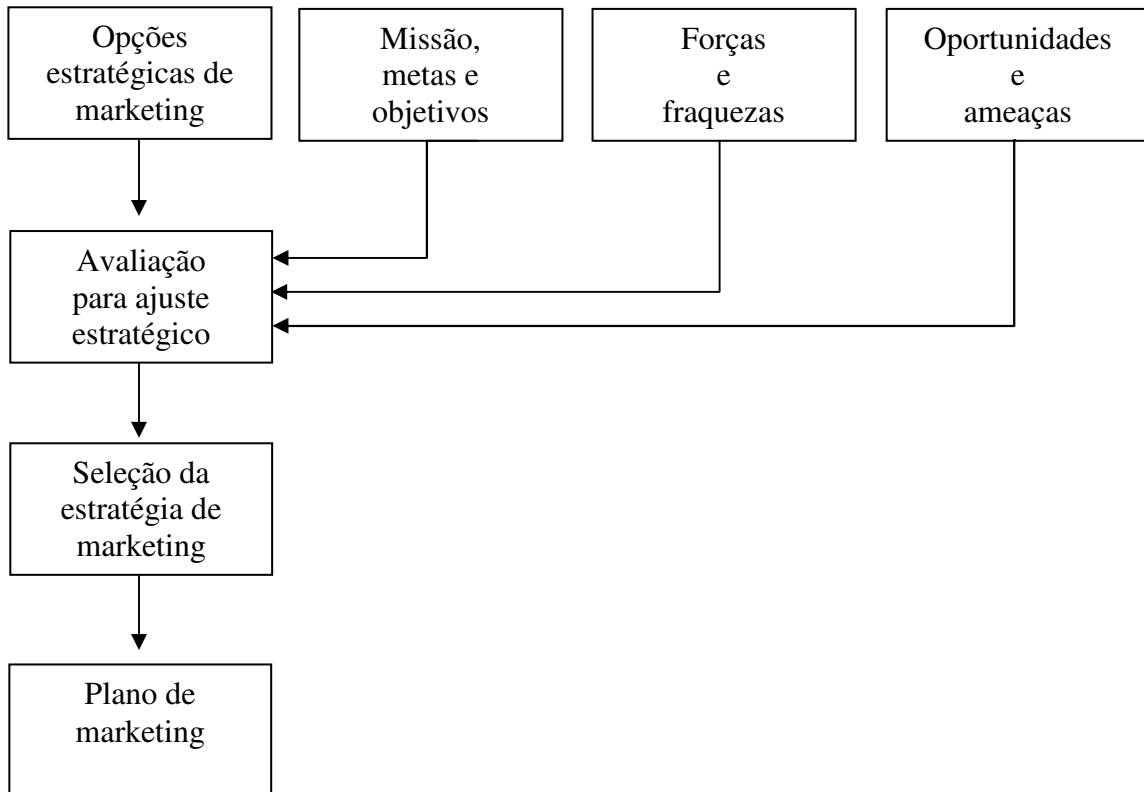 Opções
estratégicas de
marketing
Missão,
metas e
objetivos
Forças
e
fraquezas
Oportunidades
e
ameaças
Avaliação
para ajuste
estratégico
Seleção da
estratégia de
marketing
Plano de
marketing